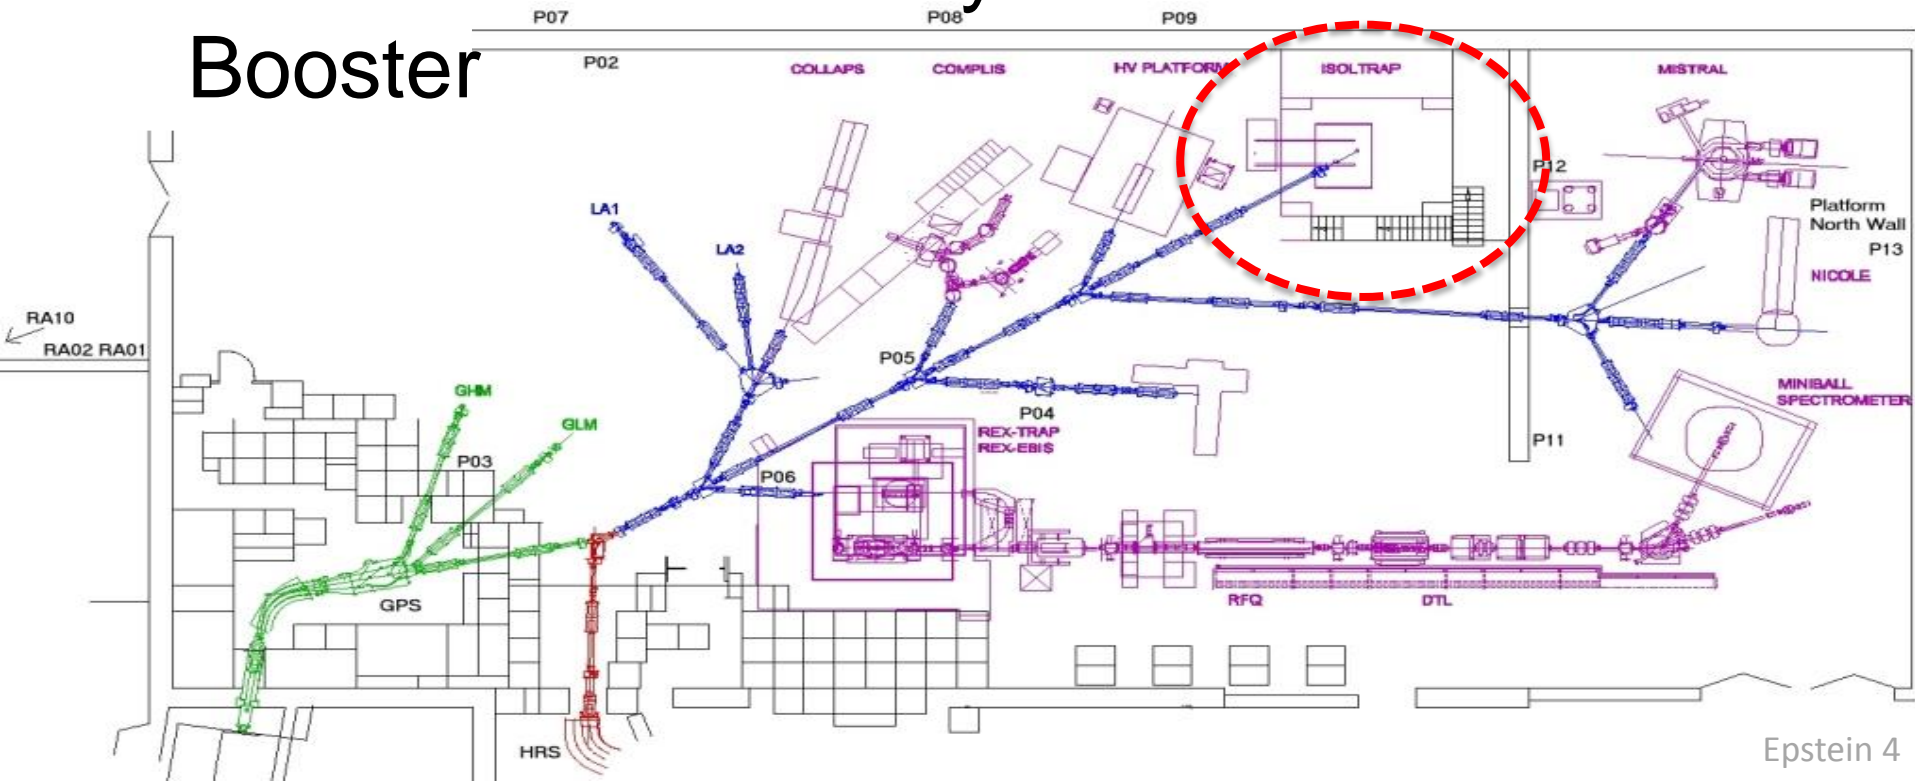 P07
P08
P09
Booster
P02
COLLAPS
COMPLIS
HV PLATFORM
ISOLTRAP
MISTRAL
P12
LA1
LA2
Platform
North Wall
P13
NICOLE
RA10
RA02 RA01
P05
GHM
GLM
P04
MINIBALL
SPECTROMETER
REX-TRAP
REX-EBIS
P11
P03
P06
GPS
RFQ
DTL
HRS
Epstein 4